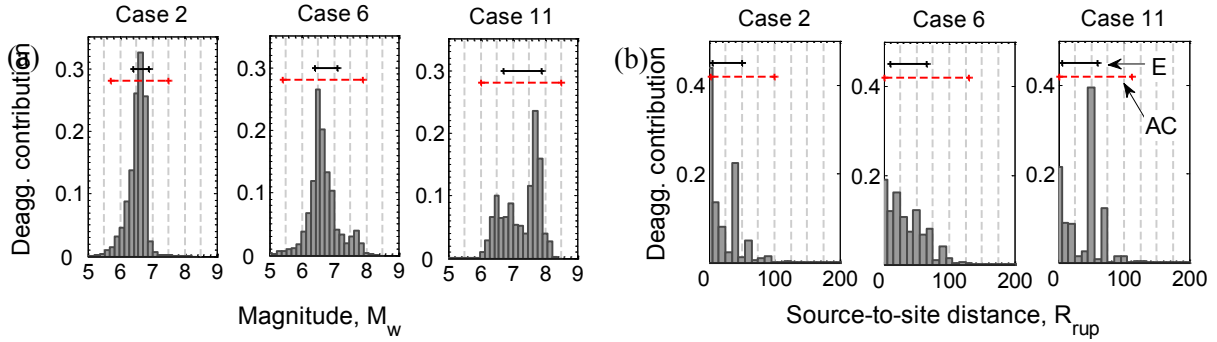 (a)
Case 2
Case 6
Case 11
Deagg. contribution
0.3
0.2
0.1
0
5 6 7 8 9
0.3
0.2
0.1
0
5 6 7 8 9
0.3
0.2
0.1
0
5 6 7 8 9
Magnitude, M_w
(b)
Case 2
Case 6
Case 11
Deagg. contribution
0.4
0.2
0 100 200
0.4
0.2
0 100 200
0.4
0.2
0 100 200
E
AC
Source-to-site distance, R_rup